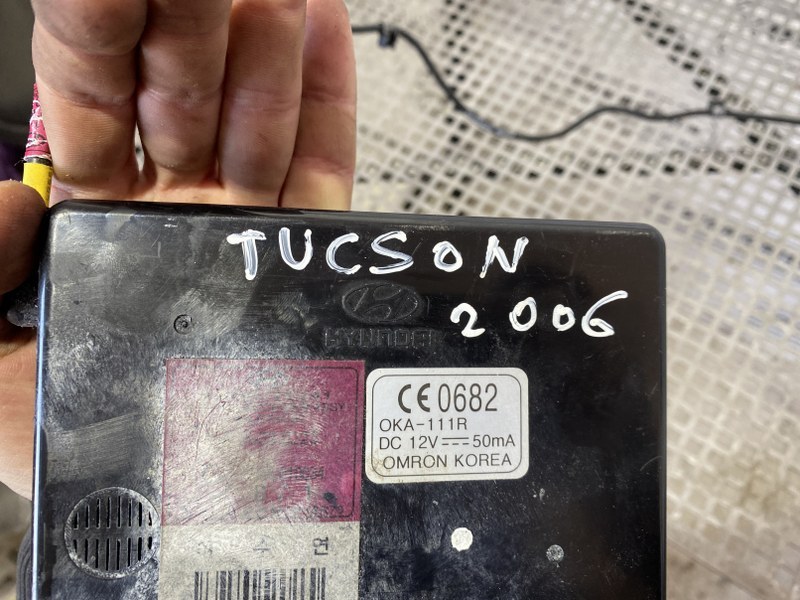 TUCSON
2006
HYUNDAI
CE 0682
OKA-111R
DC 12V ⎓ 50mA
OMRON KOREA